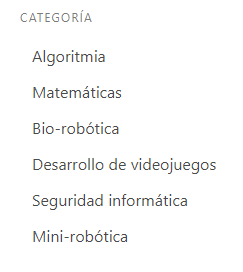 CATEGORÍA
Algoritmia
Matemáticas
Bio-robótica
Desarrollo de videojuegos
Seguridad informática
Mini-robótica